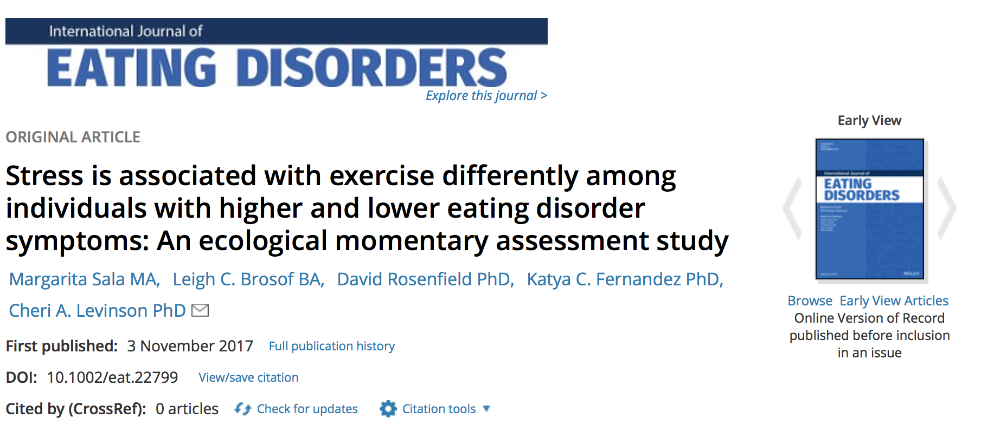 International Journal of
EATING DISORDERS
Explore this journal >
ORIGINAL ARTICLE
Stress is associated with exercise differently among
individuals with higher and lower eating disorder
symptoms: An ecological momentary assessment study
Margarita Sala MA, Leigh C. Brosof BA, David Rosenfield PhD, Katya C. Fernandez PhD,
Cheri A. Levinson PhD
First published: 3 November 2017 Full publication history
DOI: 10.1002/eat.22799 View/save citation
Cited by (CrossRef): 0 articles Check for updates Citation tools ▼
Early View
International Journal of
EATING
DISORDERS
WILEY
Browse Early View Articles
Online Version of Record
published before inclusion
in an issue